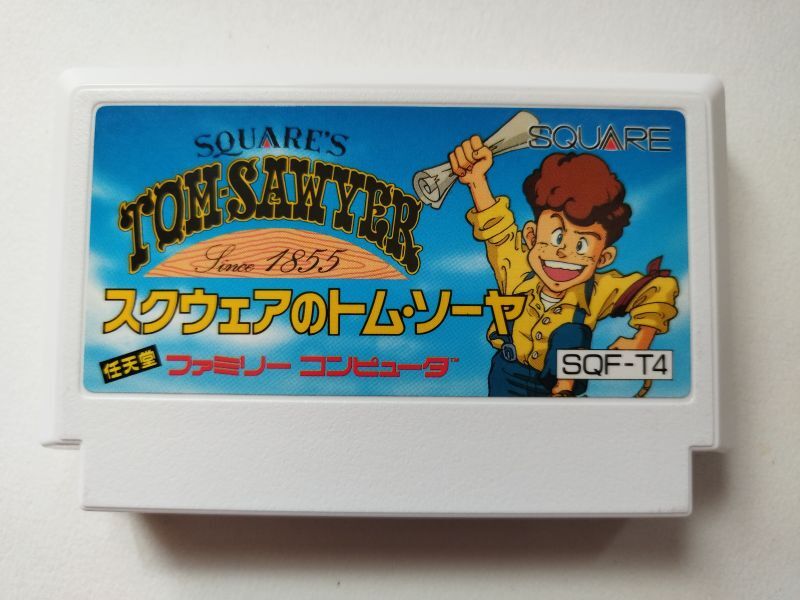 SQUARE'S
SQUARE
TOM·SAWYER
Since 1855
スクウェアのトム・ソーヤ
任天堂 ファミリー コンピュータ™
SQF-T4